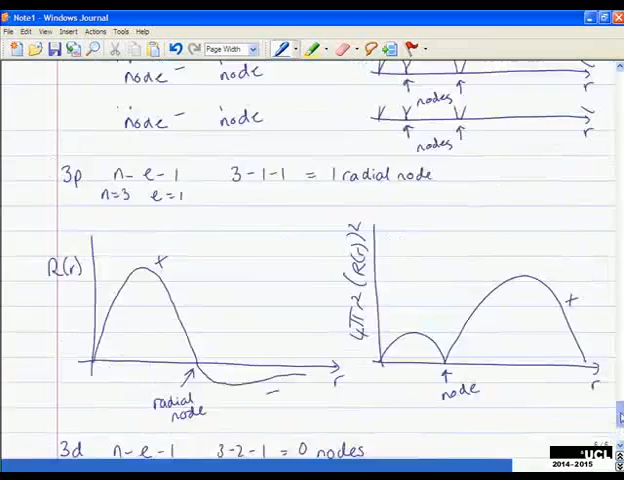 Note1 - Windows Journal
File Edit View Insert Actions Tools Help
Page Width
node - node
nodes
r
node - node
nodes
r
3p n-e-1 3-1-1 = 1 radial node
n=3 e=1
R(r) +
4πr2 (R(r))2
+
r
radial
node
-
node
r
3d n-e-1 3-2-1 = 0 nodes
UCL
2014-2015